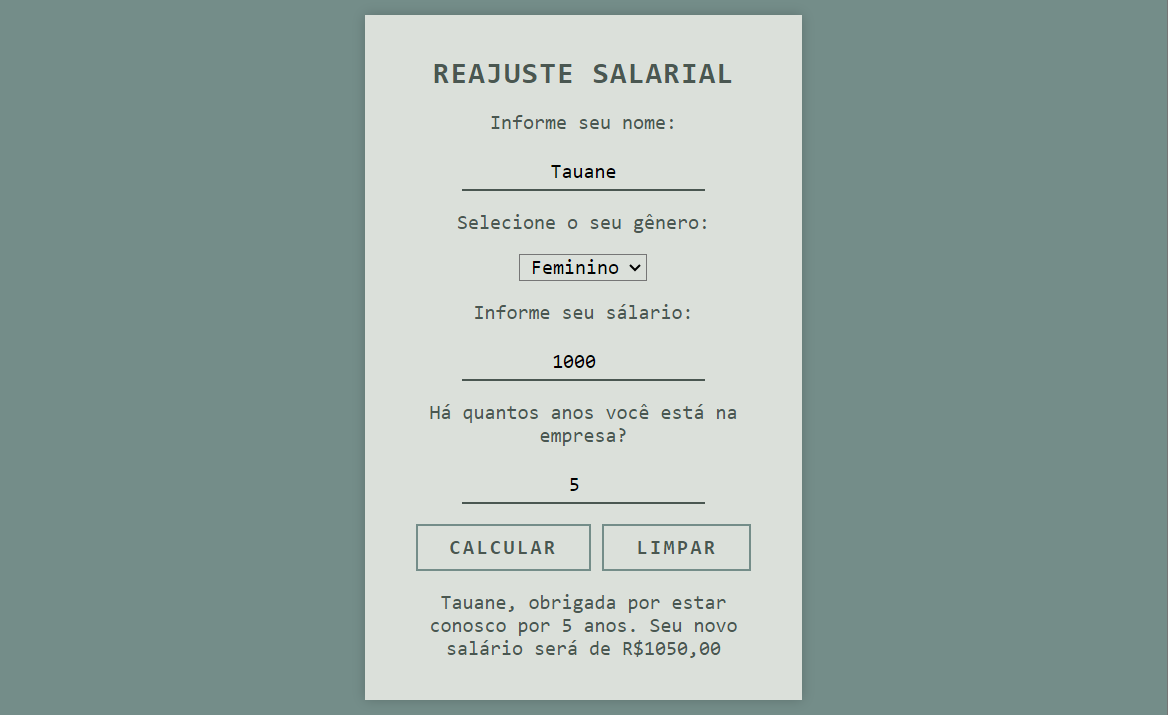 REAJUSTE SALARIAL
Informe seu nome:
Tauane
Selecione o seu gênero:
Feminino
Informe seu sálario:
1000
Há quantos anos você está na
empresa?
5
CALCULAR LIMPAR
Tauane, obrigada por estar
conosco por 5 anos. Seu novo
salário será de R$1050,00